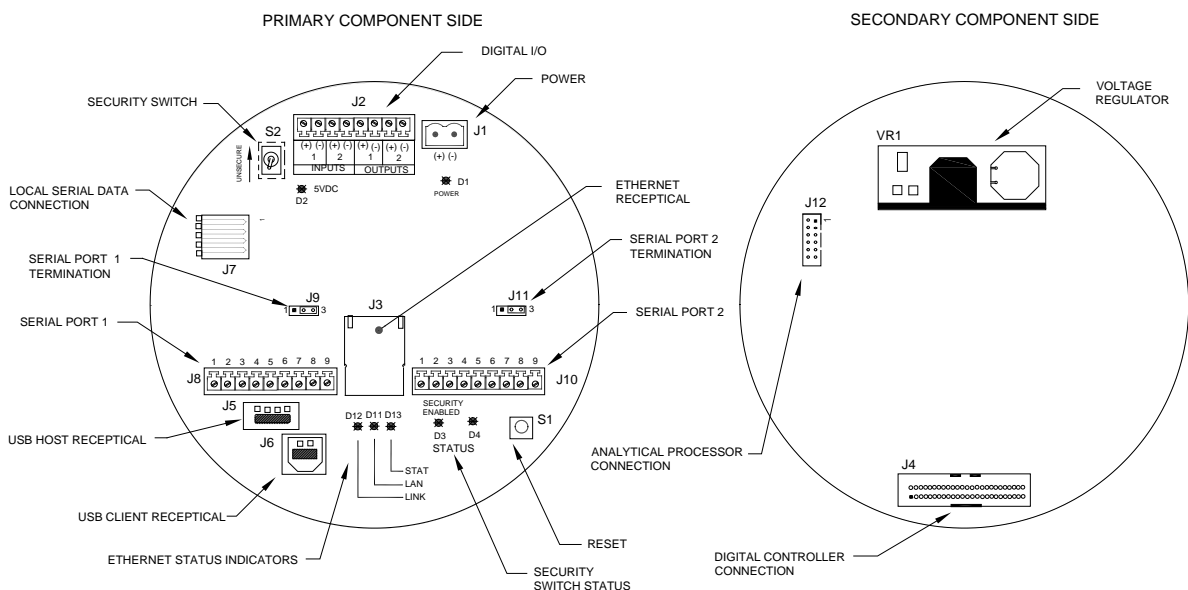 PRIMARY COMPONENT SIDE
SECONDARY COMPONENT SIDE
DIGITAL I/O
POWER
SECURITY SWITCH
J2
J1
S2
(+) (-) (+) (-) (+) (-) (+) (-)
1 2 1 2
INPUTS OUTPUTS
(+) (-)
UNSECURE
5VDC
D2
D1
POWER
LOCAL SERIAL DATA
CONNECTION
1
J7
ETHERNET
RECEPTICAL
SERIAL PORT 1
TERMINATION
J9
1 3
J3
SERIAL PORT 2
TERMINATION
J11
1 3
SERIAL PORT 1
SERIAL PORT 2
1 2 3 4 5 6 7 8 9
J8
1 2 3 4 5 6 7 8 9
J10
J5
USB HOST RECEPTICAL
J6
D12 D11 D13
SECURITY
ENABLED
D3 D4
STATUS
S1
STAT
LAN
LINK
USB CLIENT RECEPTICAL
ETHERNET STATUS INDICATORS
RESET
SECURITY
SWITCH STATUS
VOLTAGE
REGULATOR
VR1
J12
1
ANALYTICAL PROCESSOR
CONNECTION
J4
DIGITAL CONTROLLER
CONNECTION